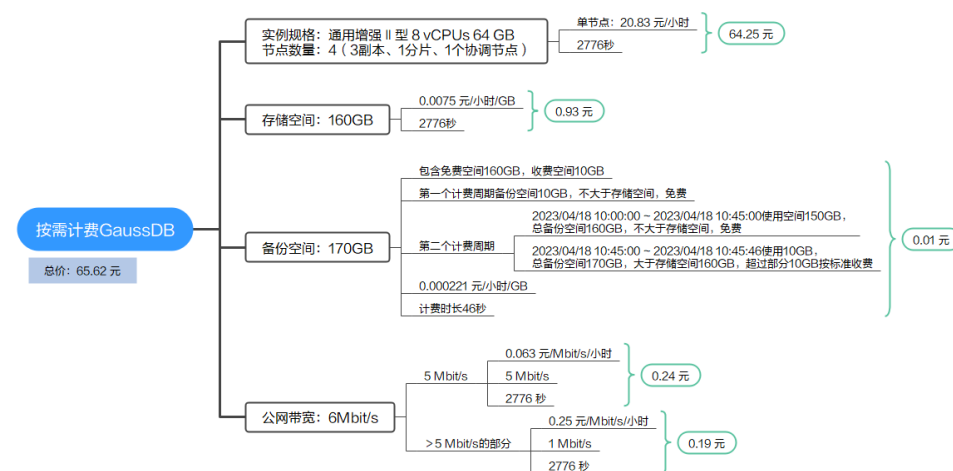 按需计费GaussDB
总价：65.62 元
实例规格：通用增强 II 型 8 vCPUs 64 GB
节点数量：4（3副本、1分片、1个协调节点）
单节点：20.83 元/小时
2776秒
64.25 元
存储空间：160GB
0.0075 元/小时/GB
2776秒
0.93 元
备份空间：170GB
包含免费空间160GB，收费空间10GB
第一个计费周期备份空间10GB，不大于存储空间，免费
第二个计费周期
2023/04/18 10:00:00 ~ 2023/04/18 10:45:00使用空间150GB，
总备份空间160GB，不大于存储空间，免费
2023/04/18 10:45:00 ~ 2023/04/18 10:45:46使用10GB，
总备份空间170GB，大于存储空间160GB，超过部分10GB按标准收费
0.000221 元/小时/GB
计费时长46秒
0.01 元
公网带宽：6Mbit/s
5 Mbit/s
0.063 元/Mbit/s/小时
5 Mbit/s
2776 秒
0.24 元
＞5 Mbit/s的部分
0.25 元/Mbit/s/小时
1 Mbit/s
2776 秒
0.19 元